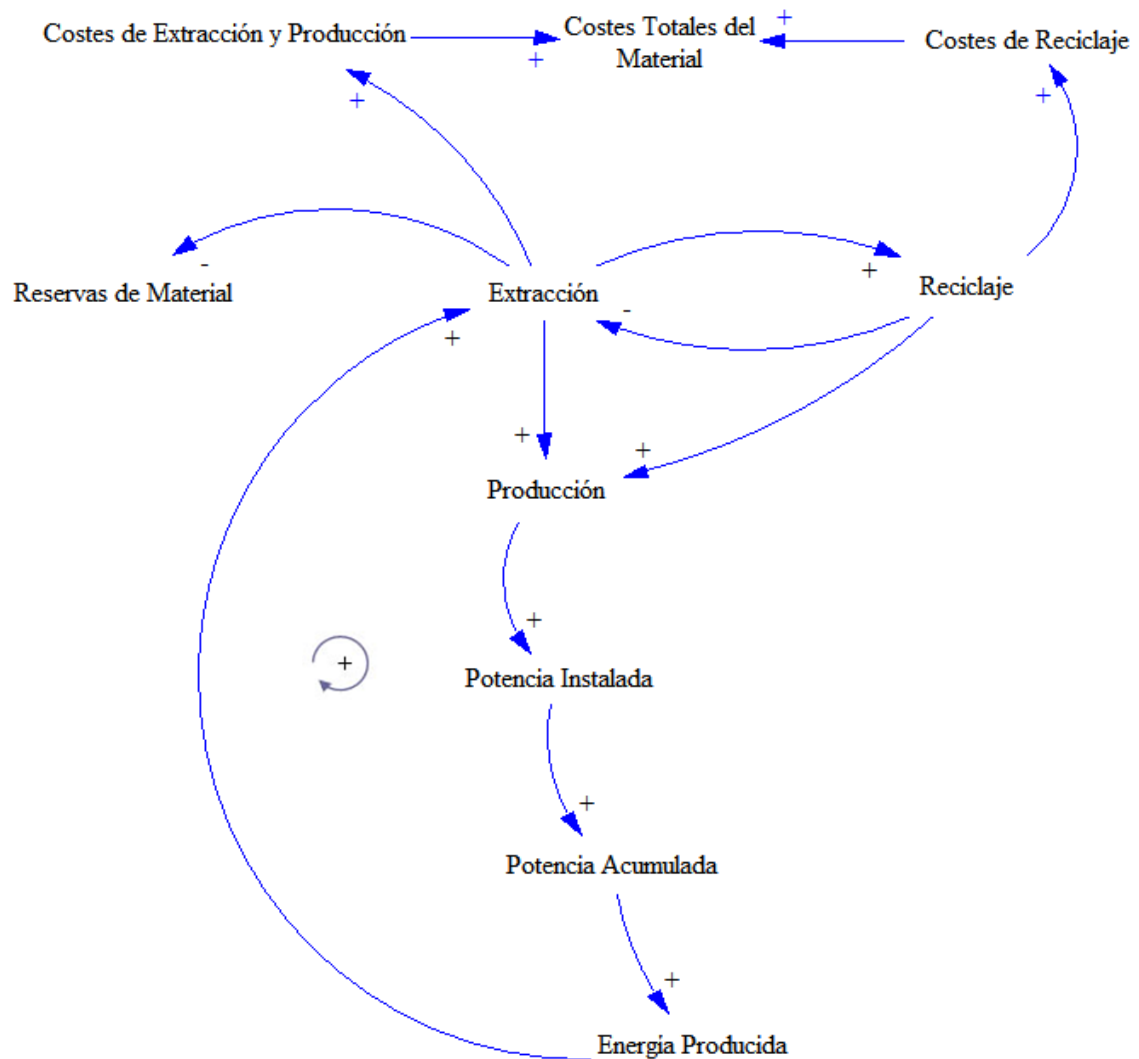 Costes de Extracción y Producción
+
Costes Totales del
Material
+
Costes de Reciclaje
+
+
-
Reservas de Material
Extracción
+
-
+
Reciclaje
+
+
Producción
+
Potencia Instalada
+
+
Potencia Acumulada
+
Energia Producida